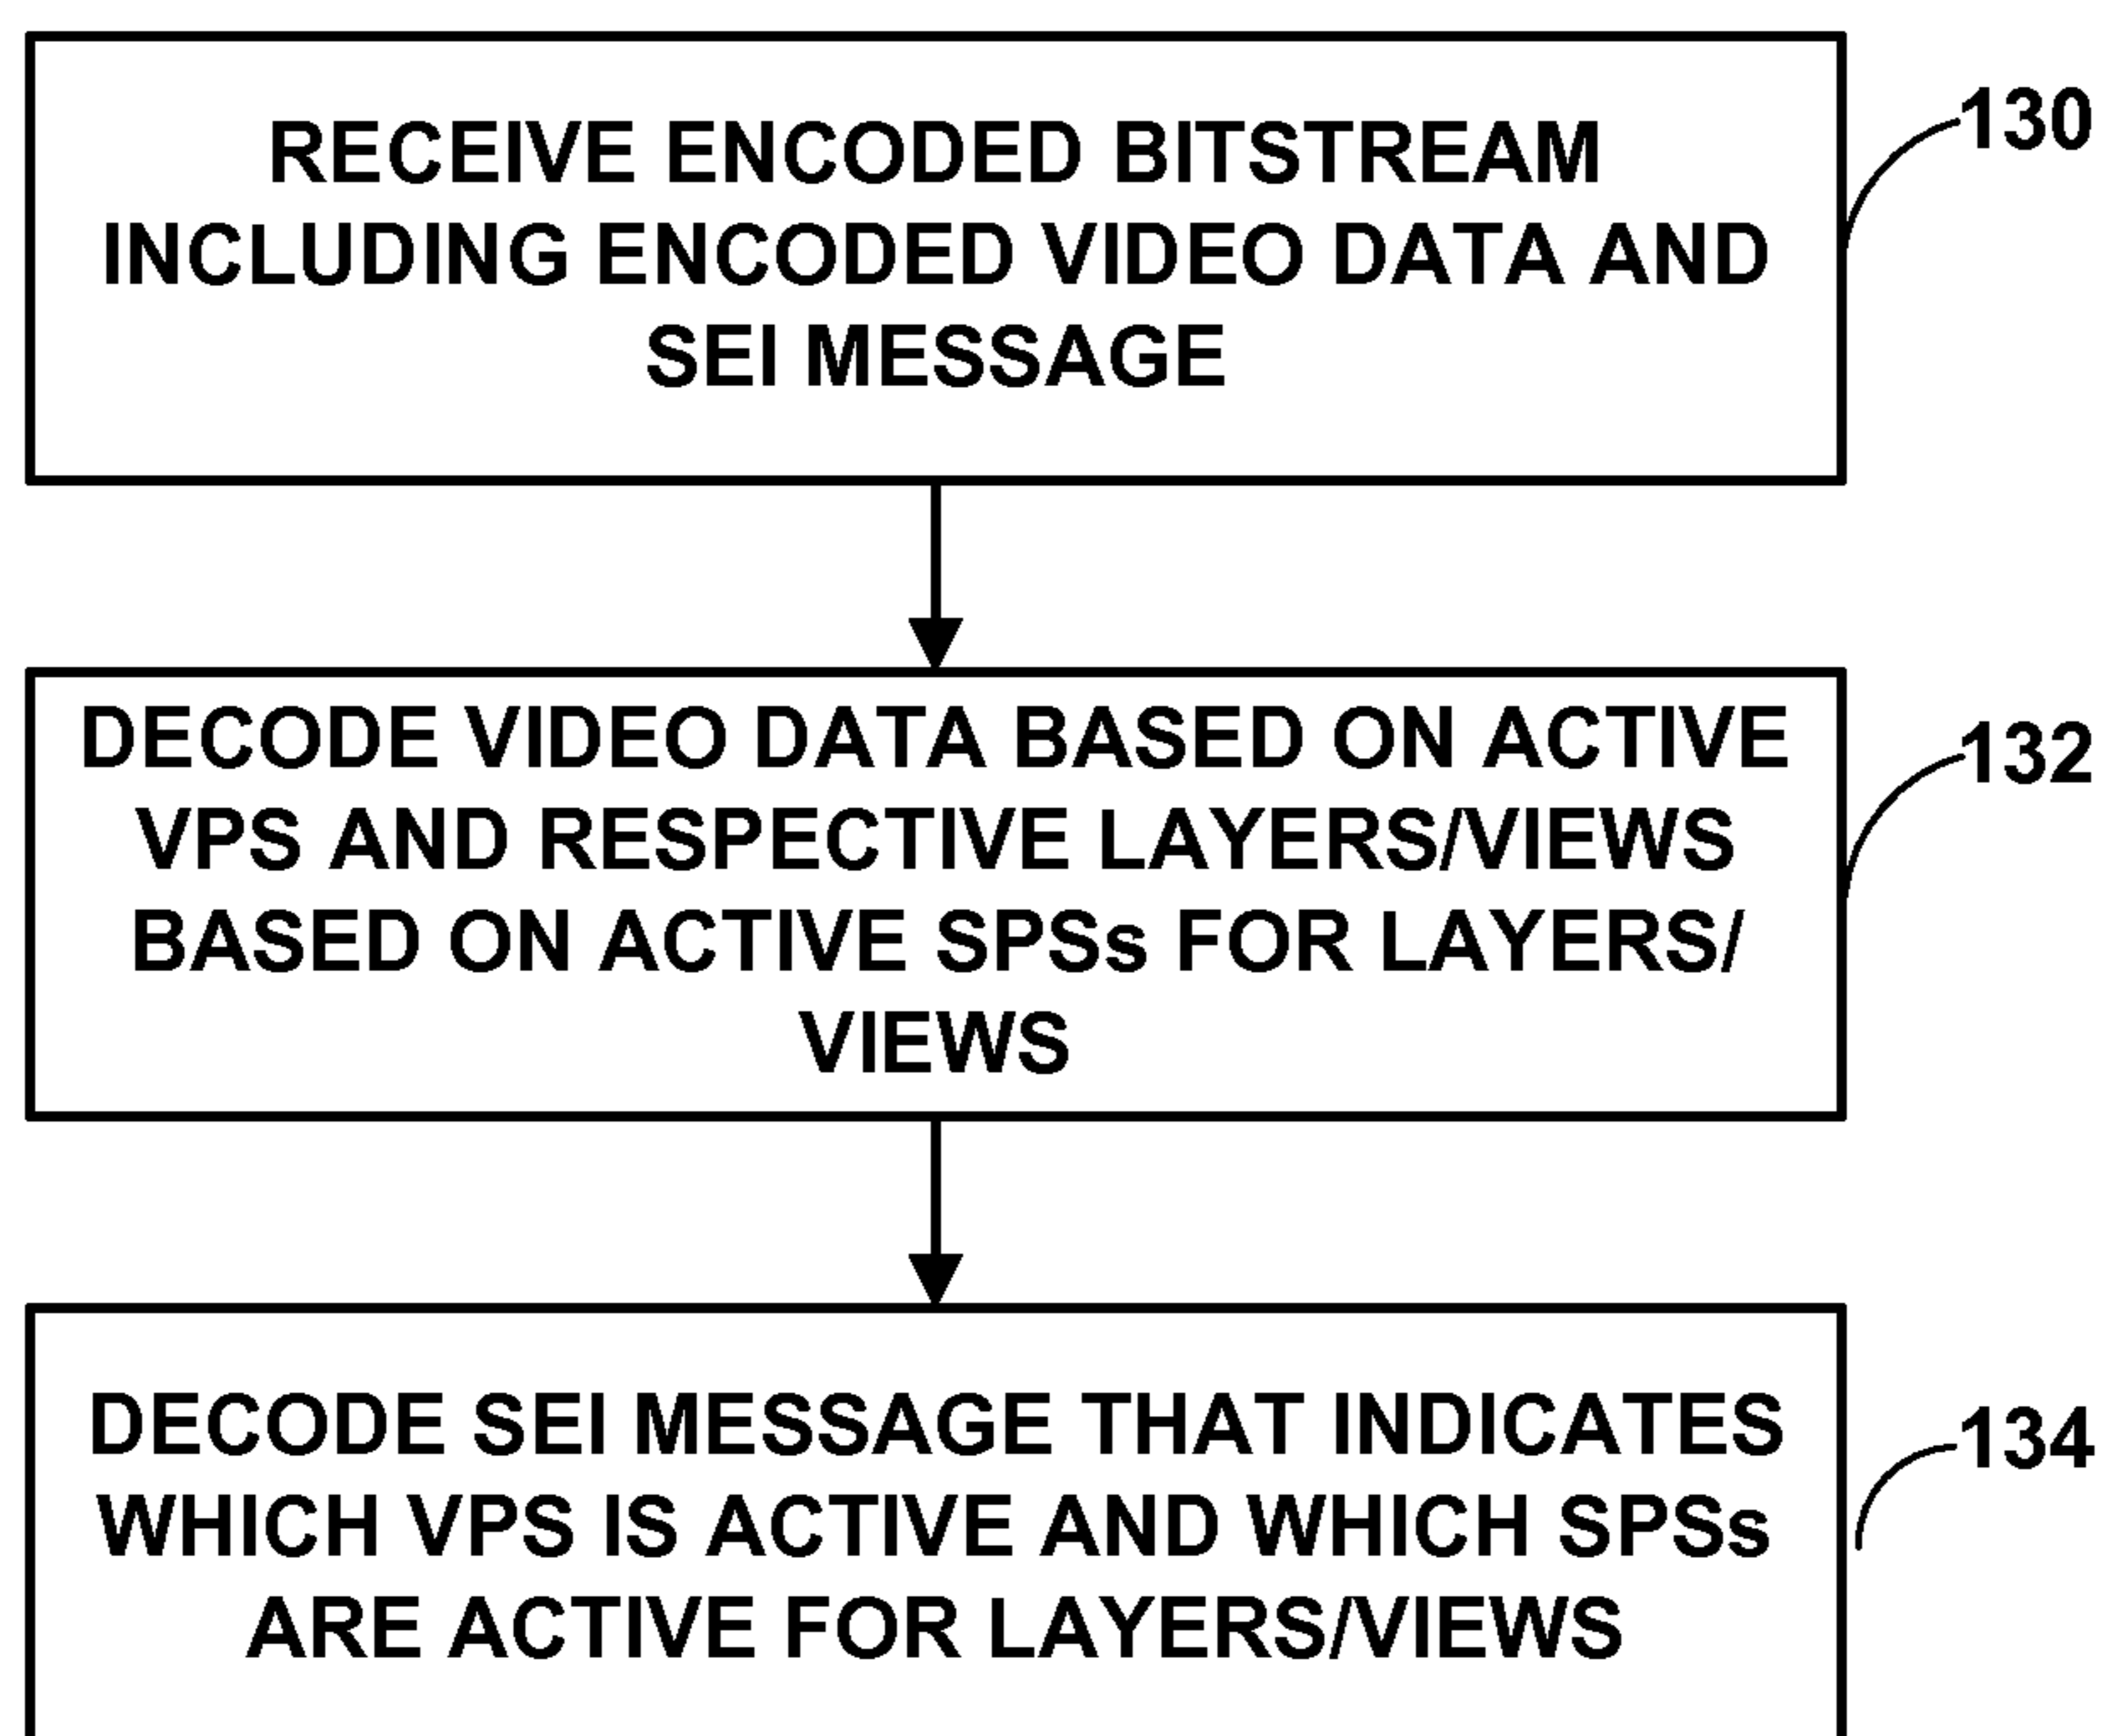 RECEIVE ENCODED BITSTREAM
INCLUDING ENCODED VIDEO DATA AND
SEI MESSAGE
130
DECODE VIDEO DATA BASED ON ACTIVE
VPS AND RESPECTIVE LAYERS/VIEWS
BASED ON ACTIVE SPSs FOR LAYERS/
VIEWS
132
DECODE SEI MESSAGE THAT INDICATES
WHICH VPS IS ACTIVE AND WHICH SPSs
ARE ACTIVE FOR LAYERS/VIEWS
134